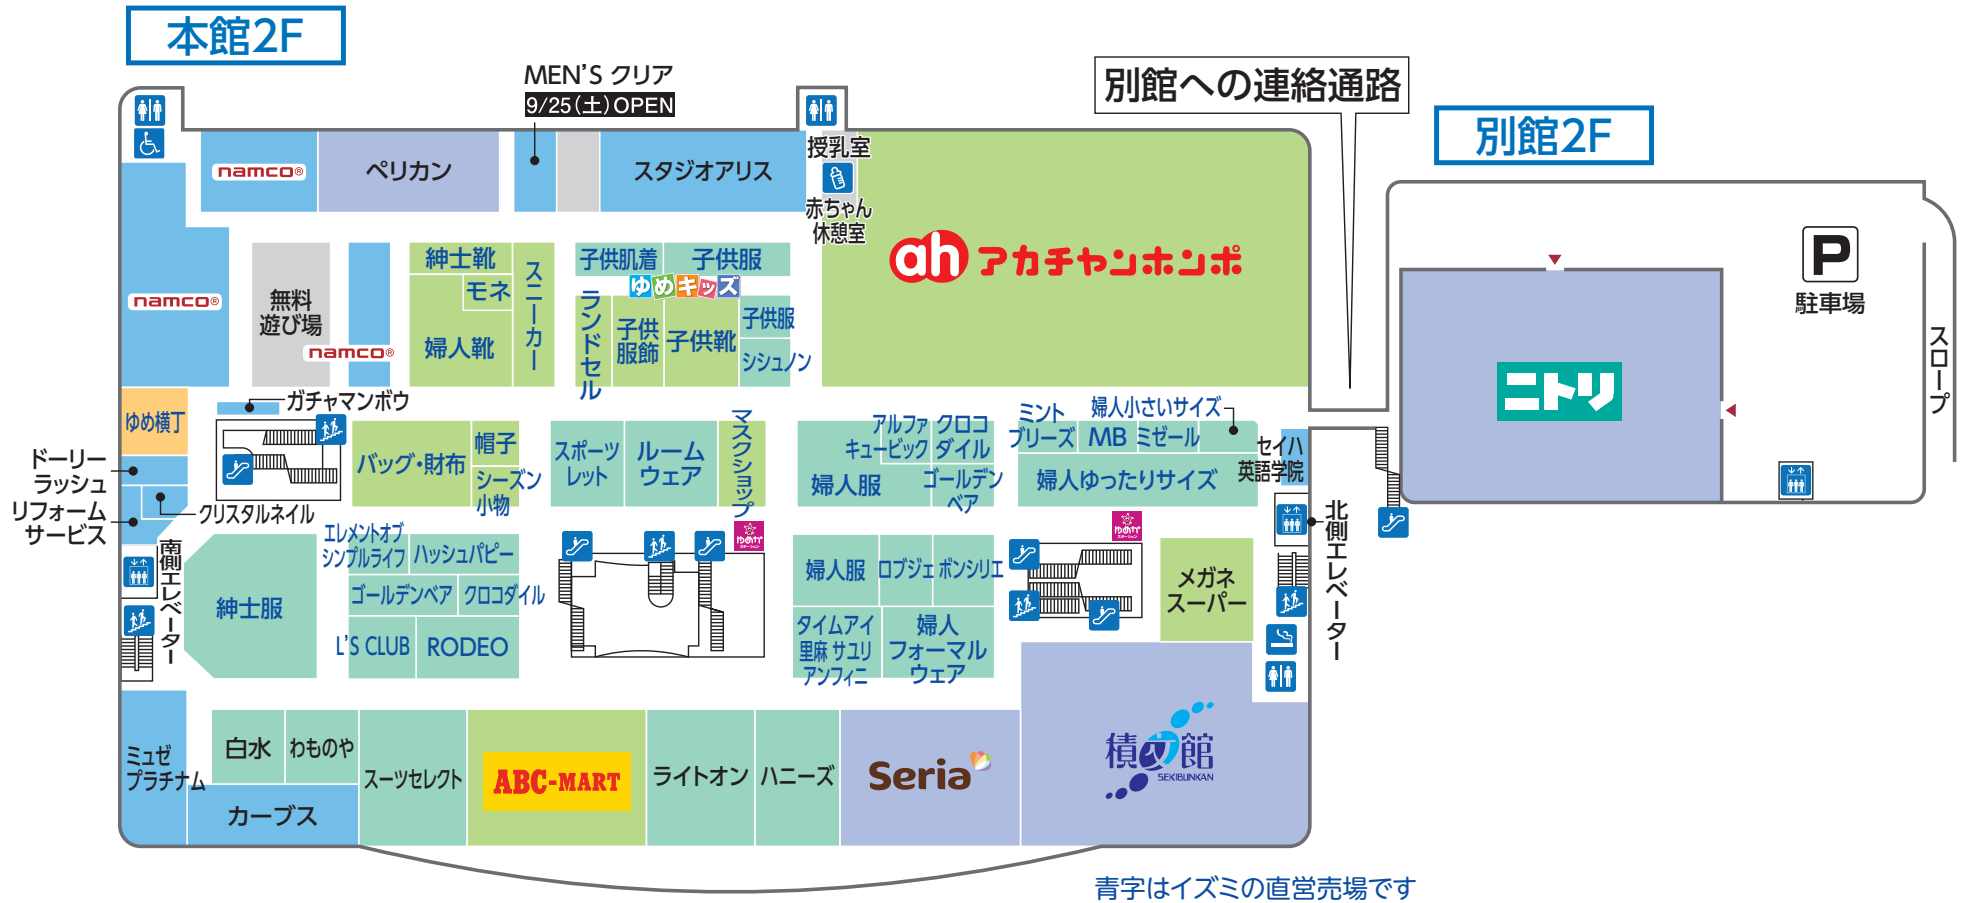 本館2F
MEN'S クリア
9/25(土)OPEN
別館への連絡通路
別館2F
namco®
ペリカン
スタジオアリス
授乳室
赤ちゃん
休憩室
ah アカチャンホンポ
P
駐車場
スロープ
namco®
無料
遊び場
namco®
紳士靴
モネ
婦人靴
スニーカー
子供肌着
子供服
ゆめキッズ
ランドセル
子供
服飾
子供靴
子供服
シシュノン
ニトリ
ゆめ横丁
ガチャマンボウ
ドーリー
ラッシュ
リフォーム
サービス
クリスタルネイル
バッグ・財布
帽子
シーズン
小物
スポーツ
レット
ルーム
ウェア
マスクショップ
アルファ
キュービック
クロコ
ダイル
婦人服
ゴールデン
ベア
ミント
ブリーズ
MB
ミゼール
婦人小さいサイズ
婦人ゆったりサイズ
セイハ
英語学院
北側エレベーター
南側エレベーター
紳士服
エレメントオブ
シンプルライフ
ハッシュパピー
ゴールデンベア
クロコダイル
L'S CLUB
RODEO
ゆめか
ステーション
婦人服
ロブジェ
ボンシリエ
タイムアイ
里麻 サユリ
アンフィニ
婦人
フォーマル
ウェア
ゆめか
ステーション
メガネ
スーパー
ミュゼ
プラチナム
白水
わものや
カーブス
スーツセレクト
ABC-MART
ライトオン
ハニーズ
Seria
積文館
SEKIBUNKAN
青字はイズミの直営売場です